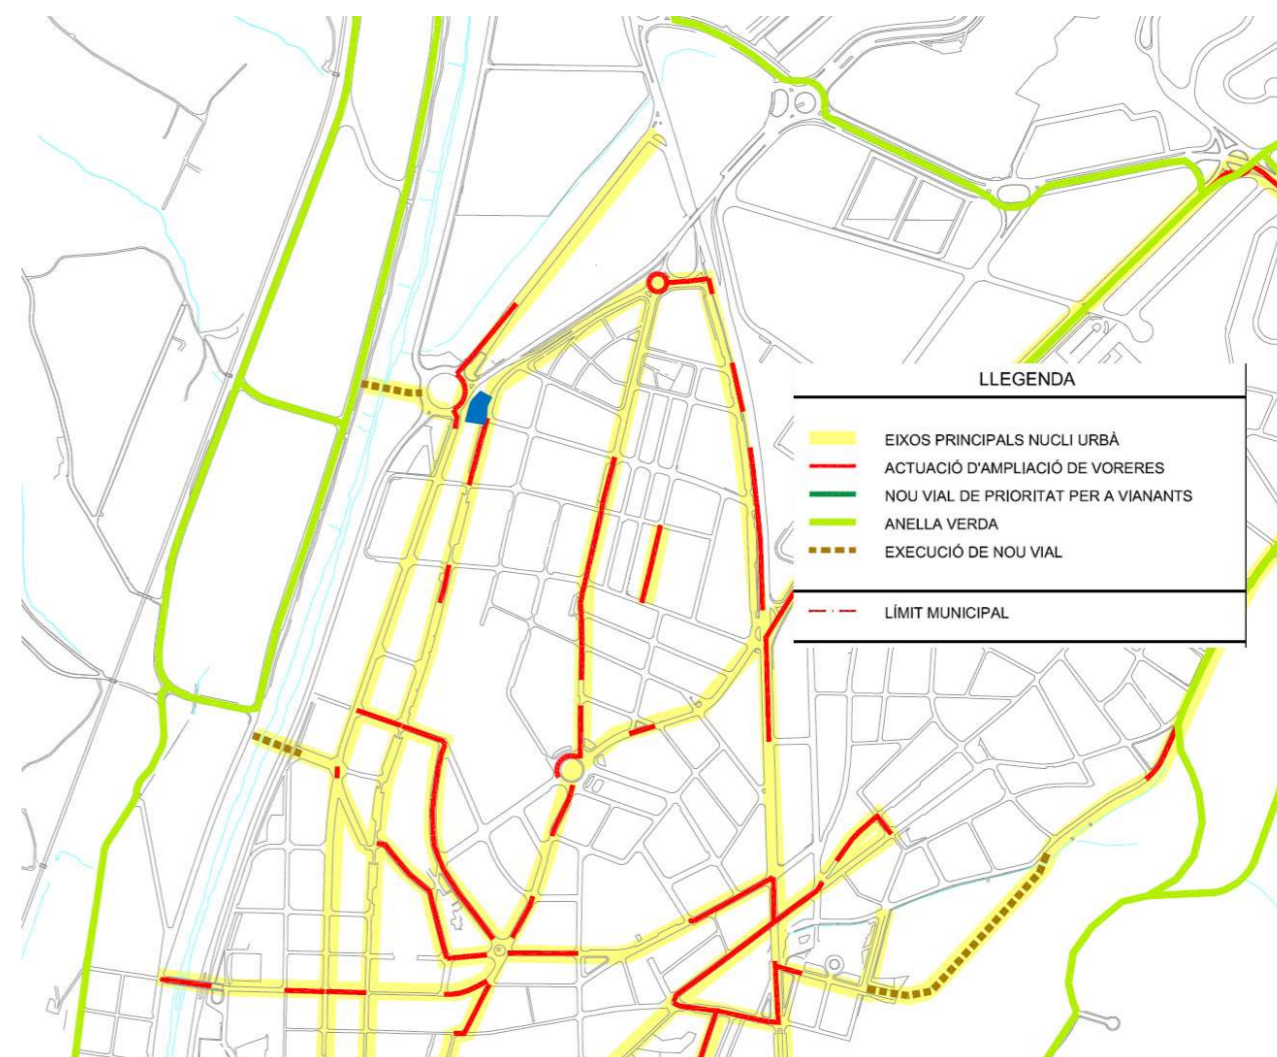 LLEGENDA
EIXOS PRINCIPALS NUCLI URBÀ
ACTUACIÓ D'AMPLIACIÓ DE VORERES
NOU VIAL DE PRIORITAT PER A VIANANTS
ANELLA VERDA
EXECUCIÓ DE NOU VIAL
LÍMIT MUNICIPAL